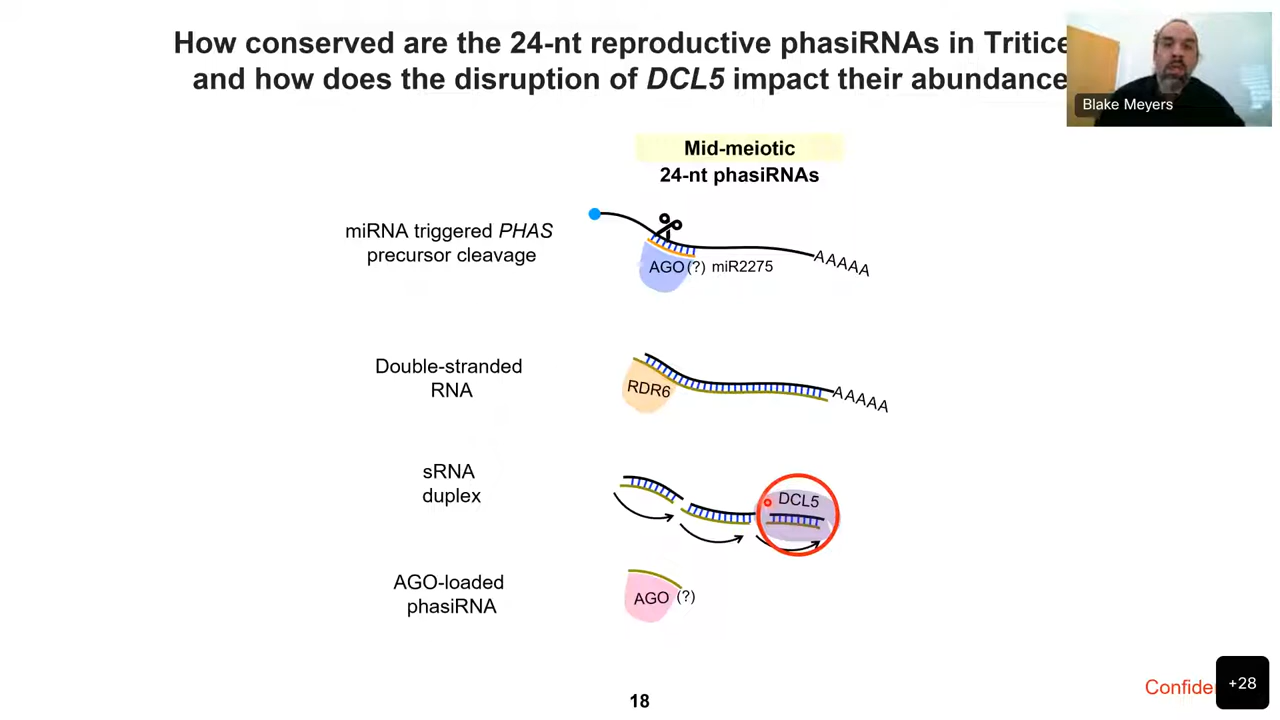 How conserved are the 24-nt reproductive phasiRNAs in Tritice
and how does the disruption of DCL5 impact their abundance
Blake Meyers
Mid-meiotic
24-nt phasiRNAs
miRNA triggered PHAS
precursor cleavage
AGO (?) miR2275
AAAAA
Double-stranded
RNA
RDR6
AAAAA
sRNA
duplex
DCL5
AGO-loaded
phasiRNA
AGO (?)
18
Confide
+28